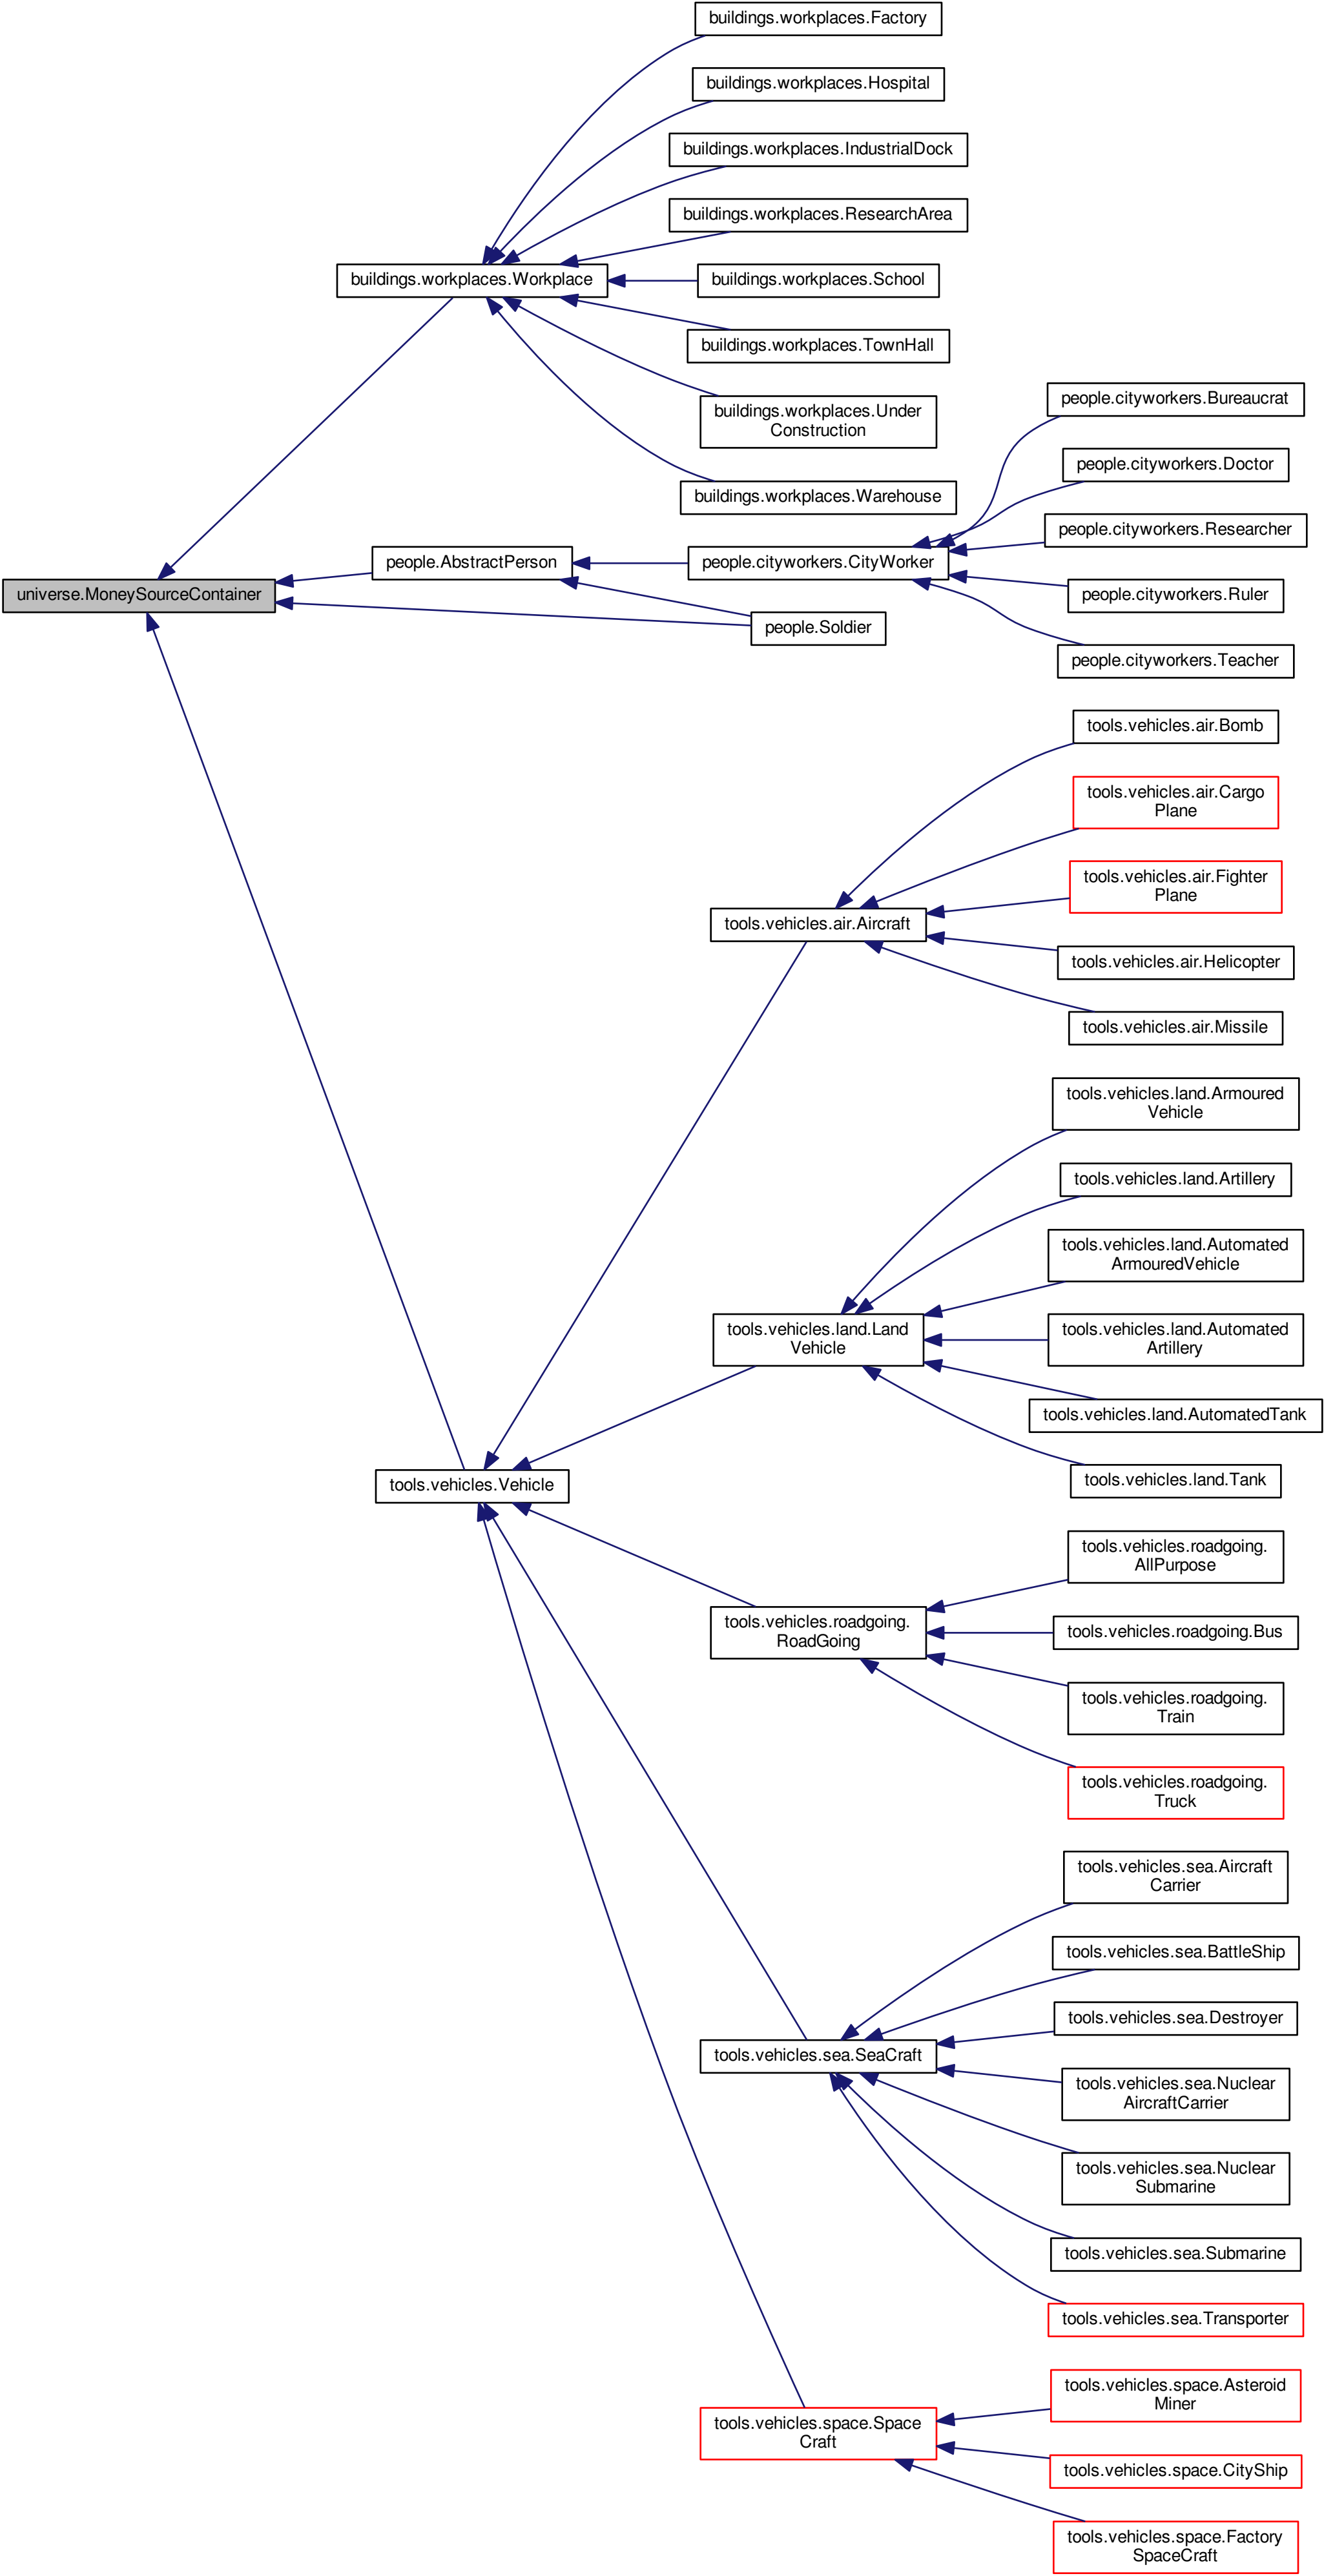 buildings.workplaces.Factory
buildings.workplaces.Hospital
buildings.workplaces.IndustrialDock
buildings.workplaces.ResearchArea
buildings.workplaces.Workplace
buildings.workplaces.School
buildings.workplaces.TownHall
buildings.workplaces.Under
Construction
buildings.workplaces.Warehouse
people.cityworkers.Bureaucrat
people.cityworkers.Doctor
people.cityworkers.Researcher
people.AbstractPerson
people.cityworkers.CityWorker
universe.MoneySourceContainer
people.cityworkers.Ruler
people.Soldier
people.cityworkers.Teacher
tools.vehicles.air.Bomb
tools.vehicles.air.Cargo
Plane
tools.vehicles.air.Fighter
Plane
tools.vehicles.air.Aircraft
tools.vehicles.air.Helicopter
tools.vehicles.air.Missile
tools.vehicles.land.Armoured
Vehicle
tools.vehicles.land.Artillery
tools.vehicles.land.Automated
ArmouredVehicle
tools.vehicles.land.Land
Vehicle
tools.vehicles.land.Automated
Artillery
tools.vehicles.land.AutomatedTank
tools.vehicles.land.Tank
tools.vehicles.Vehicle
tools.vehicles.roadgoing.
AllPurpose
tools.vehicles.roadgoing.
RoadGoing
tools.vehicles.roadgoing.Bus
tools.vehicles.roadgoing.
Train
tools.vehicles.roadgoing.
Truck
tools.vehicles.sea.Aircraft
Carrier
tools.vehicles.sea.BattleShip
tools.vehicles.sea.Destroyer
tools.vehicles.sea.SeaCraft
tools.vehicles.sea.Nuclear
AircraftCarrier
tools.vehicles.sea.Nuclear
Submarine
tools.vehicles.sea.Submarine
tools.vehicles.sea.Transporter
tools.vehicles.space.Asteroid
Miner
tools.vehicles.space.Space
Craft
tools.vehicles.space.CityShip
tools.vehicles.space.Factory
SpaceCraft